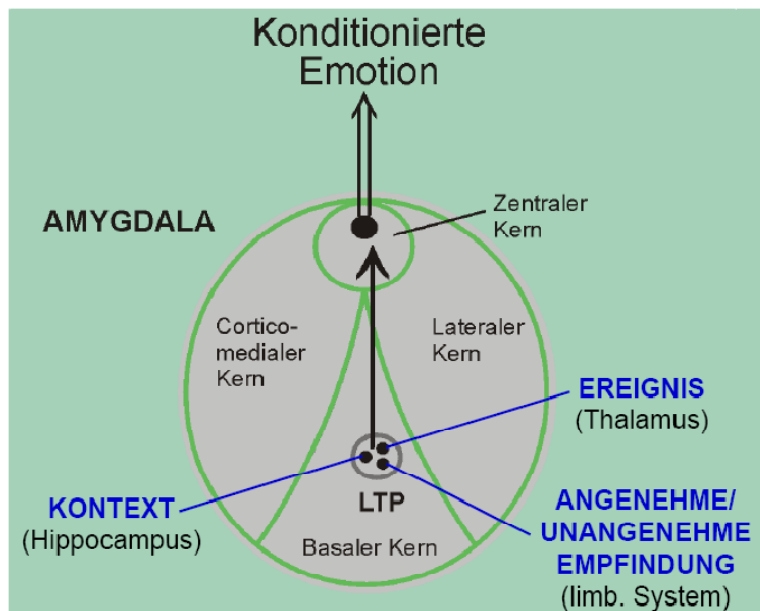 Konditionierte
Emotion
AMYGDALA
Zentraler
Kern
Cortico-
medialer
Kern
Lateraler
Kern
EREIGNIS
(Thalamus)
KONTEXT
(Hippocampus)
LTP
Basaler Kern
ANGENEHME/
UNANGENEHME
EMPFINDUNG
(limb. System)